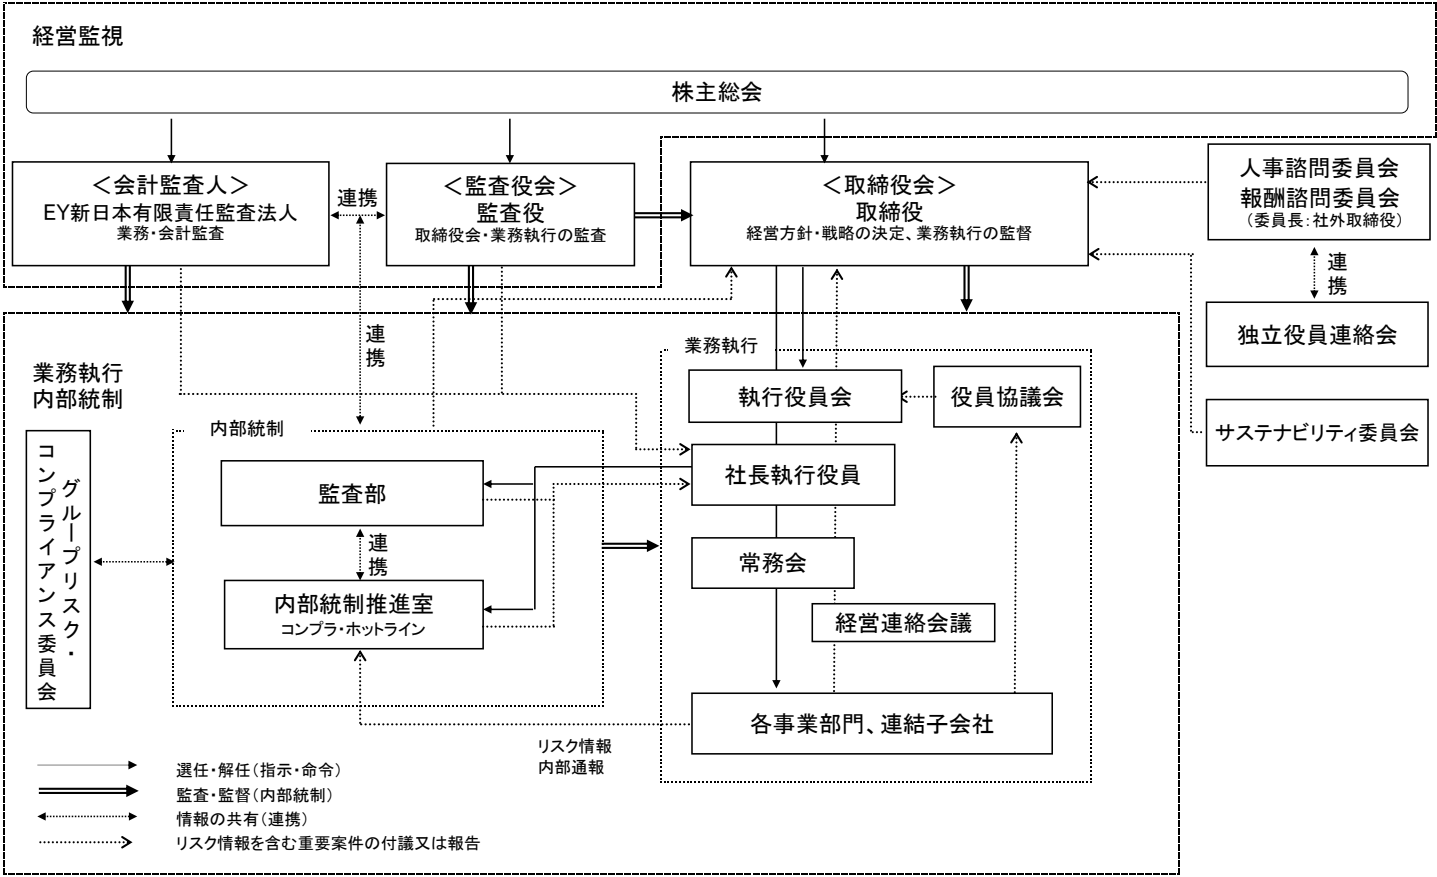 経営監視
株主総会
＜会計監査人＞
EY新日本有限責任監査法人
業務・会計監査
連携
＜監査役会＞
監査役
取締役会・業務執行の監査
＜取締役会＞
取締役
経営方針・戦略の決定、業務執行の監督
人事諮問委員会
報酬諮問委員会
（委員長：社外取締役）
連携
独立役員連絡会
サステナビリティ委員会
連携
業務執行
内部統制
グループリスク・
コンプライアンス委員会
内部統制
監査部
連携
内部統制推進室
コンプラ・ホットライン
業務執行
執行役員会
役員協議会
社長執行役員
常務会
経営連絡会議
各事業部門、連結子会社
リスク情報
内部通報
選任・解任（指示・命令）
監査・監督（内部統制）
情報の共有（連携）
リスク情報を含む重要案件の付議又は報告